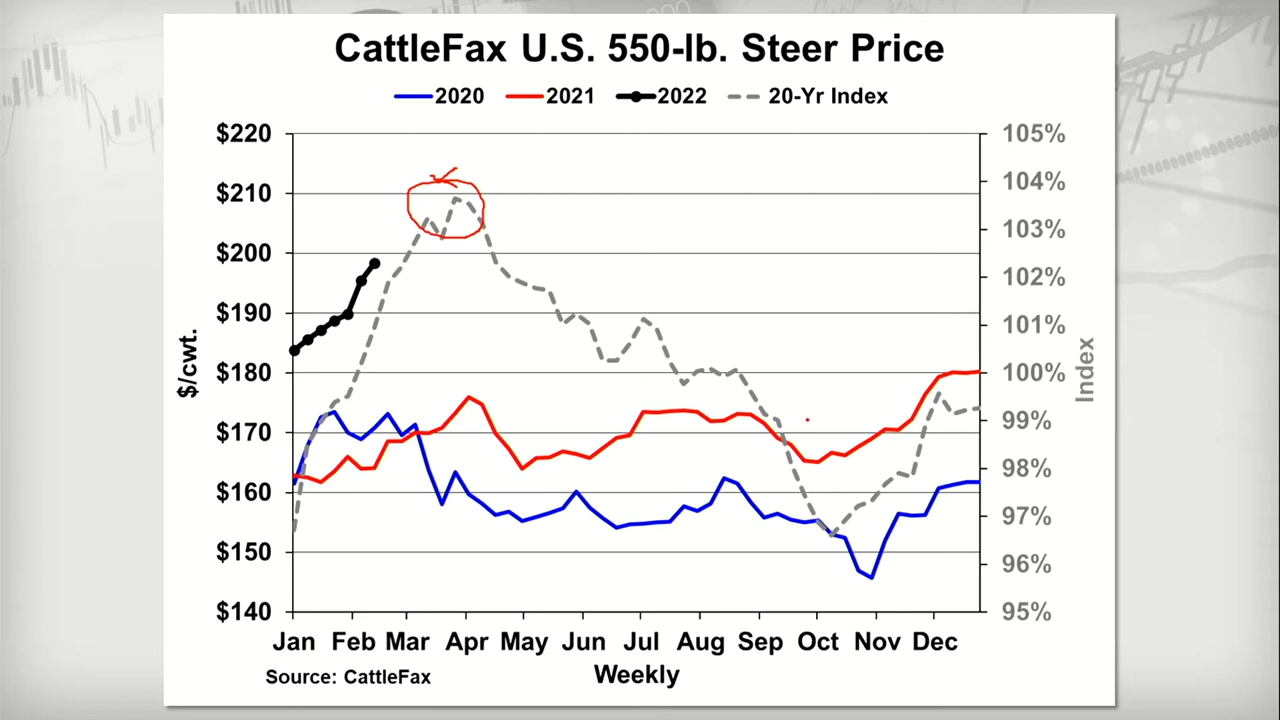 CattleFax U.S. 550-lb. Steer Price
2020 2021 2022 20-Yr Index
$220 105%
104%
$210
103%
$200
102%
$190
101%
$180 100%
99%
$170
98%
$160
97%
$150
96%
$140 95%
$/cwt.
Index
Jan Feb Mar Apr May Jun Jul Aug Sep Oct Nov Dec
Source: CattleFax Weekly